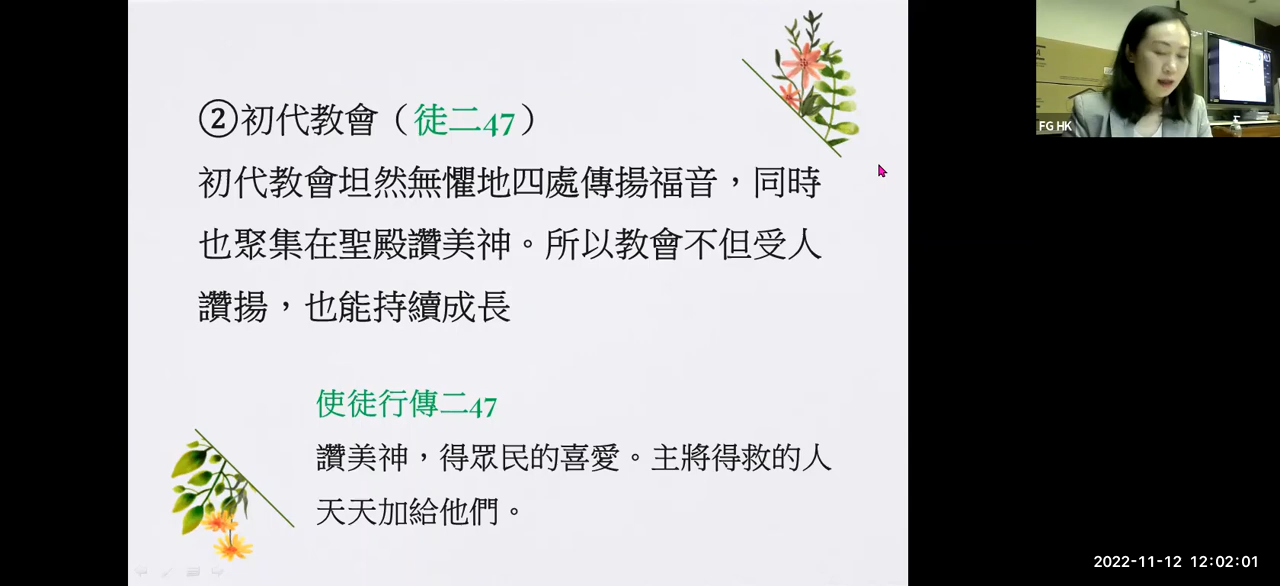 ②初代教會（徒二47）
初代教會坦然無懼地四處傳揚福音，同時
也聚集在聖殿讚美神。所以教會不但受人
讚揚，也能持續成長
使徒行傳二47
讚美神，得眾民的喜愛。主將得救的人
天天加給他們。
FG HK
2022-11-12 12:02:01